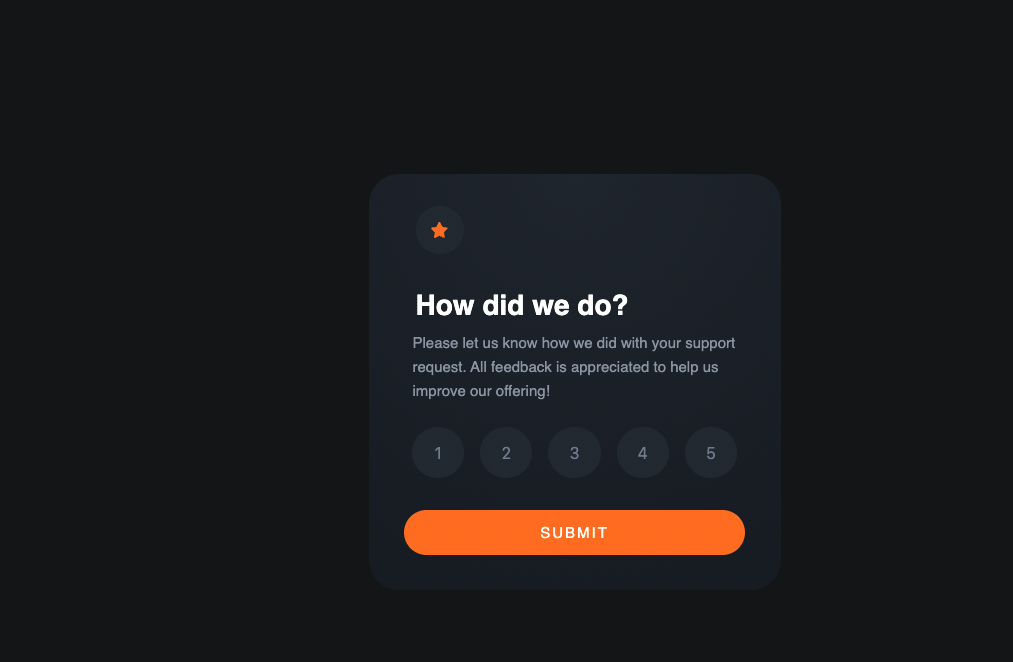 How did we do?
Please let us know how we did with your support
request. All feedback is appreciated to help us
improve our offering!
1 2 3 4 5
SUBMIT